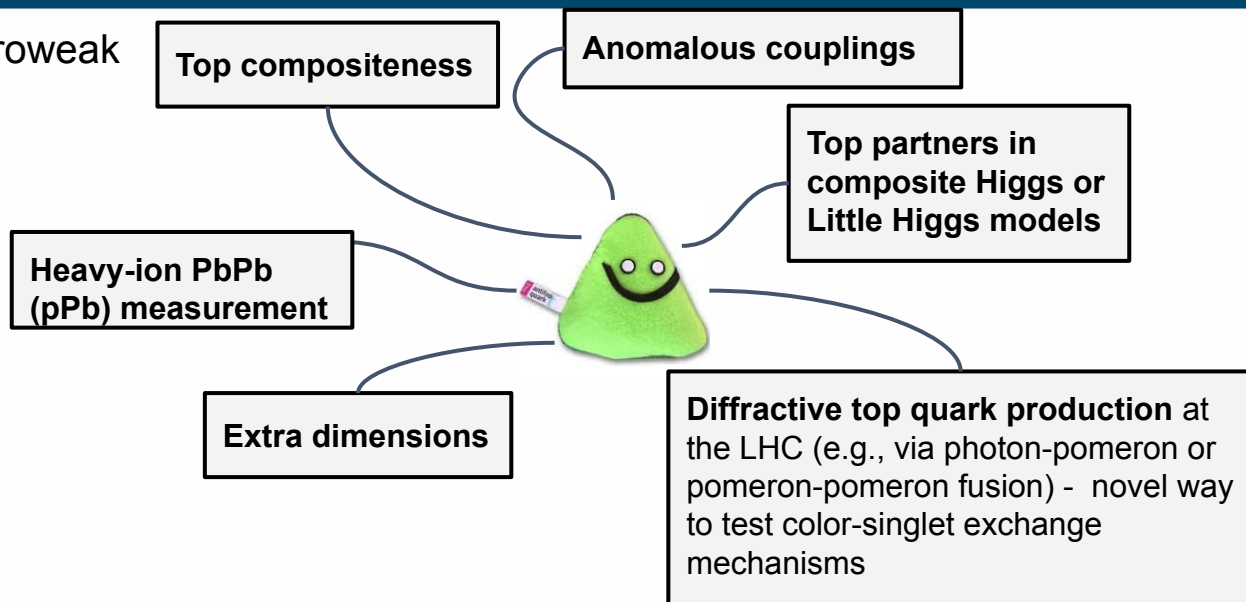 roweak
Top compositeness
Anomalous couplings
Top partners in
composite Higgs or
Little Higgs models
Heavy-ion PbPb
(pPb) measurement
antitop
quark
Extra dimensions
Diffractive top quark production at
the LHC (e.g., via photon-pomeron or
pomeron-pomeron fusion) - novel way
to test color-singlet exchange
mechanisms